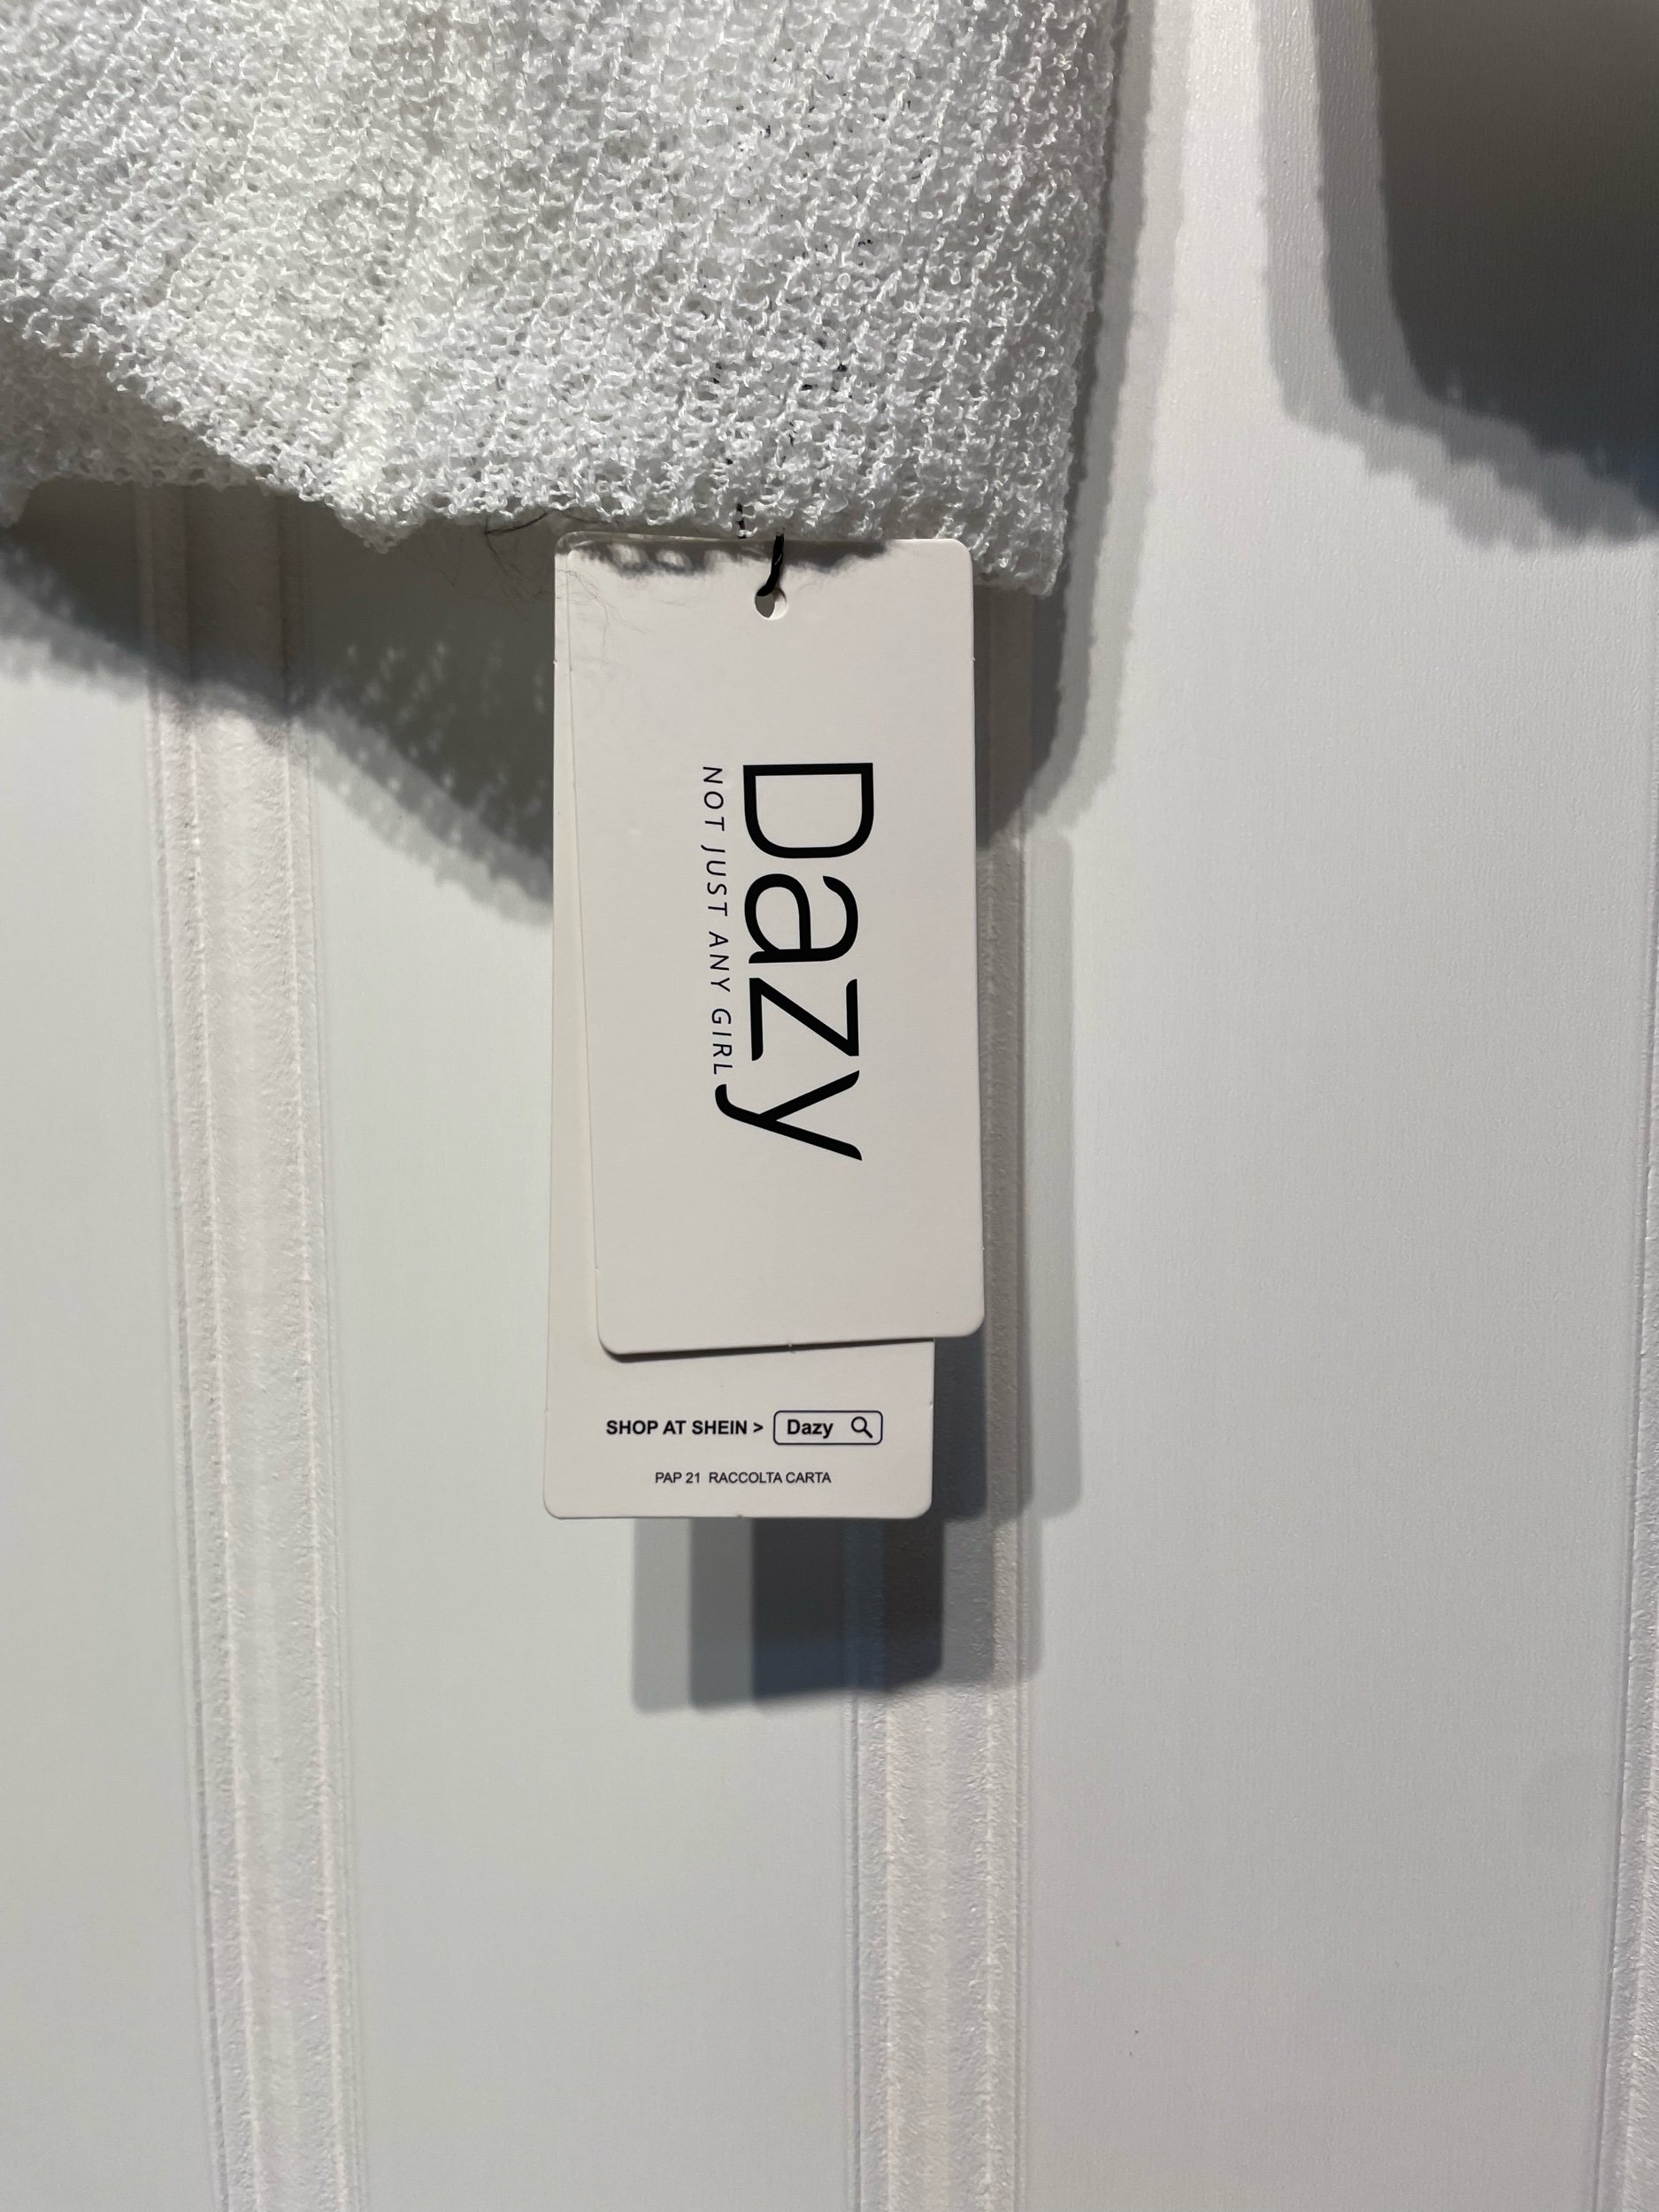 Dazy
NOT JUST ANY GIRL
SHOP AT SHEIN > Dazy
PAP 21 RACCOLTA CARTA